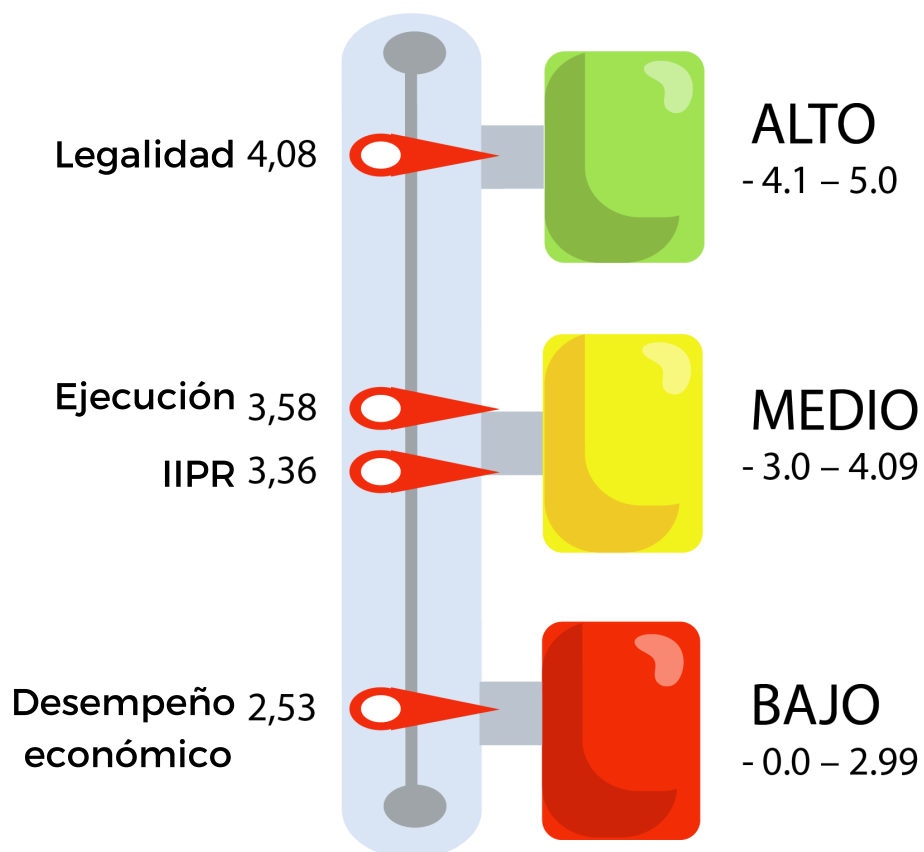 Legalidad 4,08
ALTO
- 4.1 – 5.0
Ejecución 3,58
IIPR 3,36
MEDIO
- 3.0 – 4.09
Desempeño 2,53
económico
BAJO
- 0.0 – 2.99